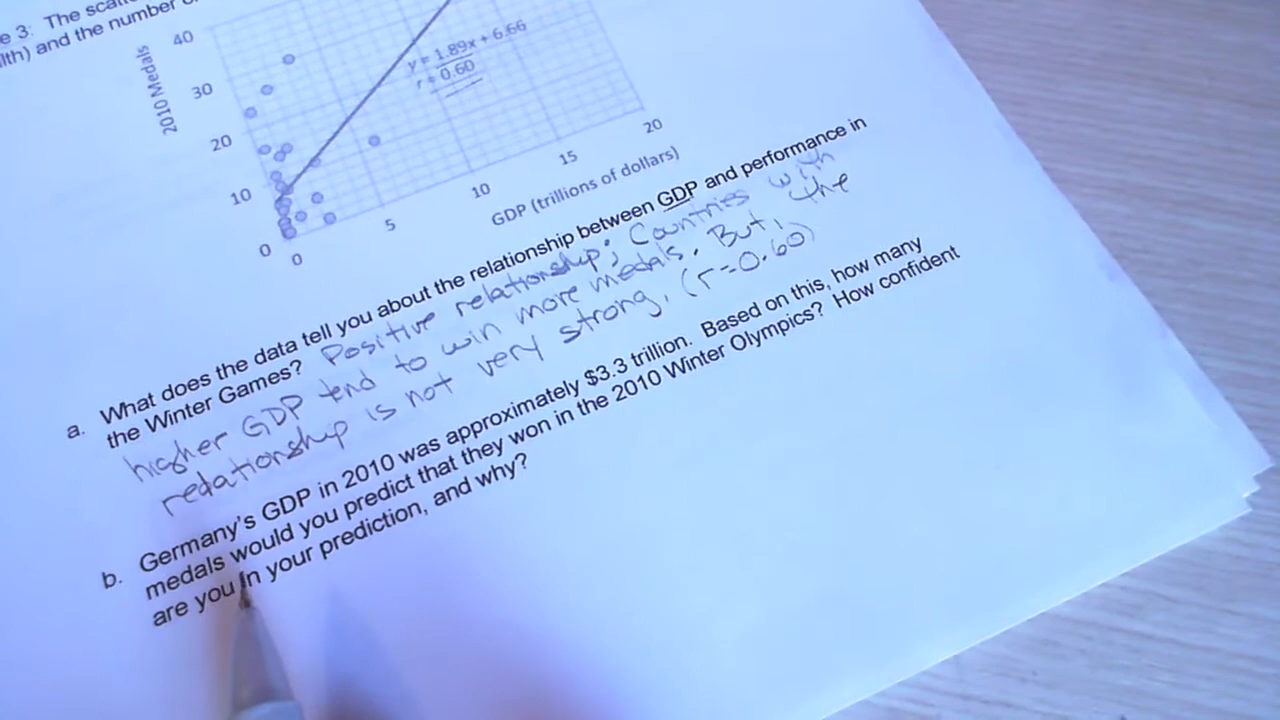 e 3: The
lth) and the number
40
30
20
10
0
2010 Medals
y = 1.89x + 6.66
r = 0.60
0
5
10
15
20
GDP (trillions of dollars)
a. What does the data tell you about the relationship between GDP and performance in
the Winter Games? Positive relationship; Countries with
higher GDP tend to win more medals. But, the
relationship is not very strong. (r=0.60)
b. Germany's GDP in 2010 was approximately $3.3 trillion. Based on this, how many
medals would you predict that they won in the 2010 Winter Olympics? How confident
are you in your prediction, and why?